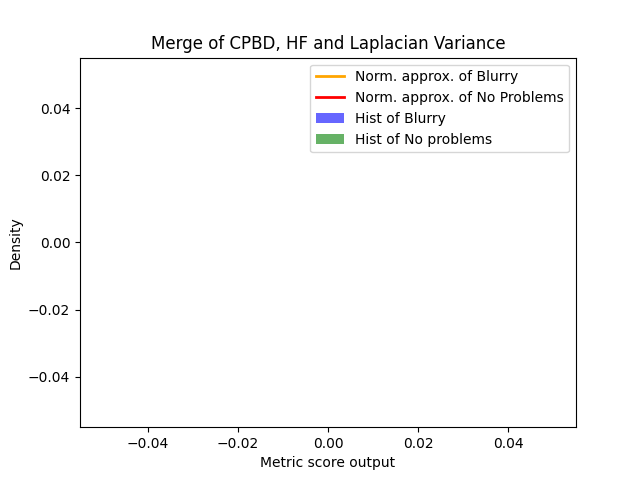 Merge of CPBD, HF and Laplacian Variance
Norm. approx. of Blurry
Norm. approx. of No Problems
Hist of Blurry
Hist of No problems
Density
0.04
0.02
0.00
−0.02
−0.04
−0.04 −0.02 0.00 0.02 0.04
Metric score output